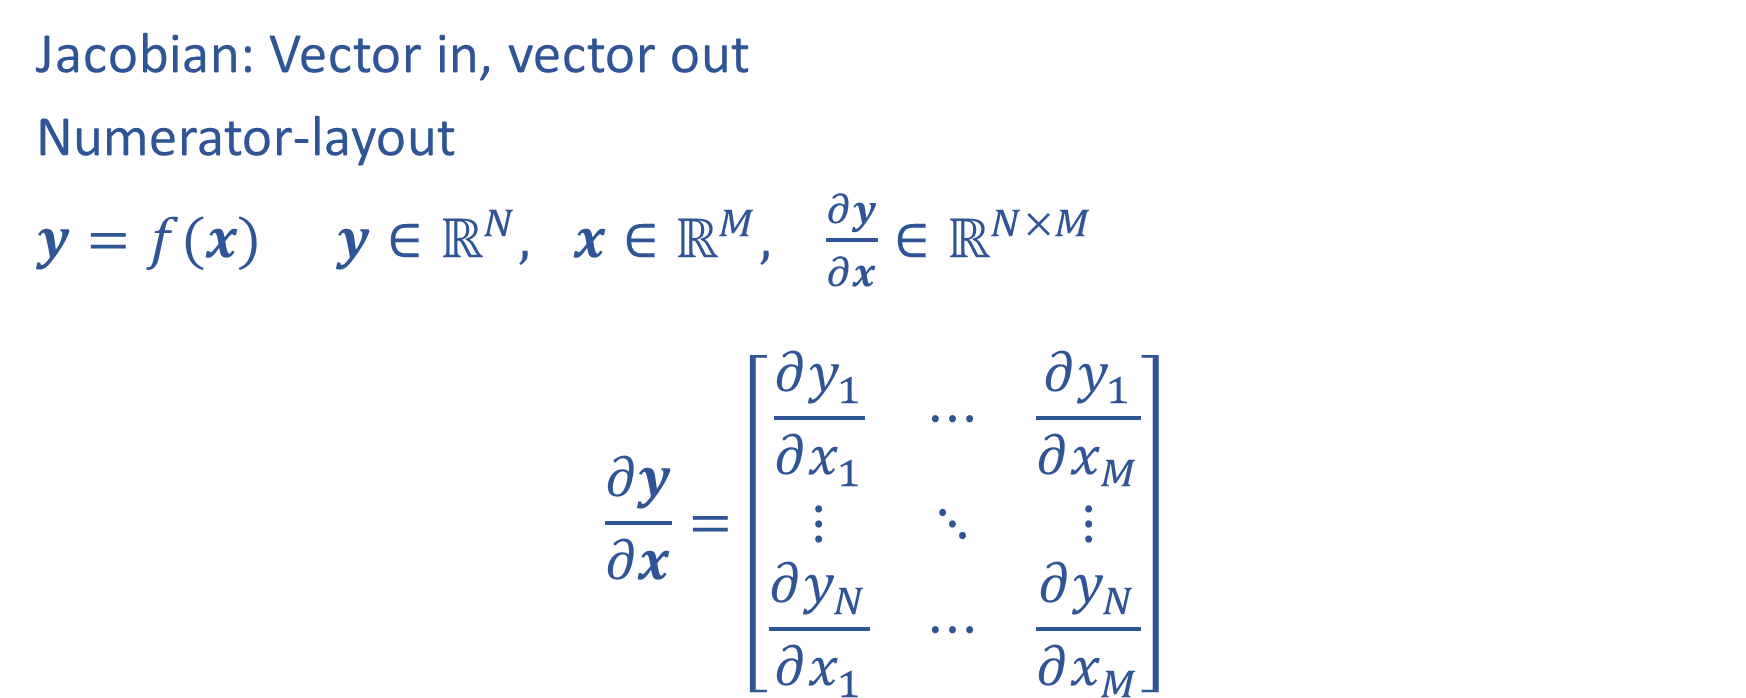 Jacobian: Vector in, vector out
Numerator-layout
𝒚 = 𝑓(𝒙)  𝒚 ∈ ℝ^N,  𝒙 ∈ ℝ^M,  ∂𝒚/∂𝒙 ∈ ℝ^{N×M}
∂𝒚/∂𝒙 = [ ∂y₁/∂x₁ ⋯ ∂y₁/∂x_M
⋮ ⋱ ⋮
∂y_N/∂x₁ ⋯ ∂y_N/∂x_M ]